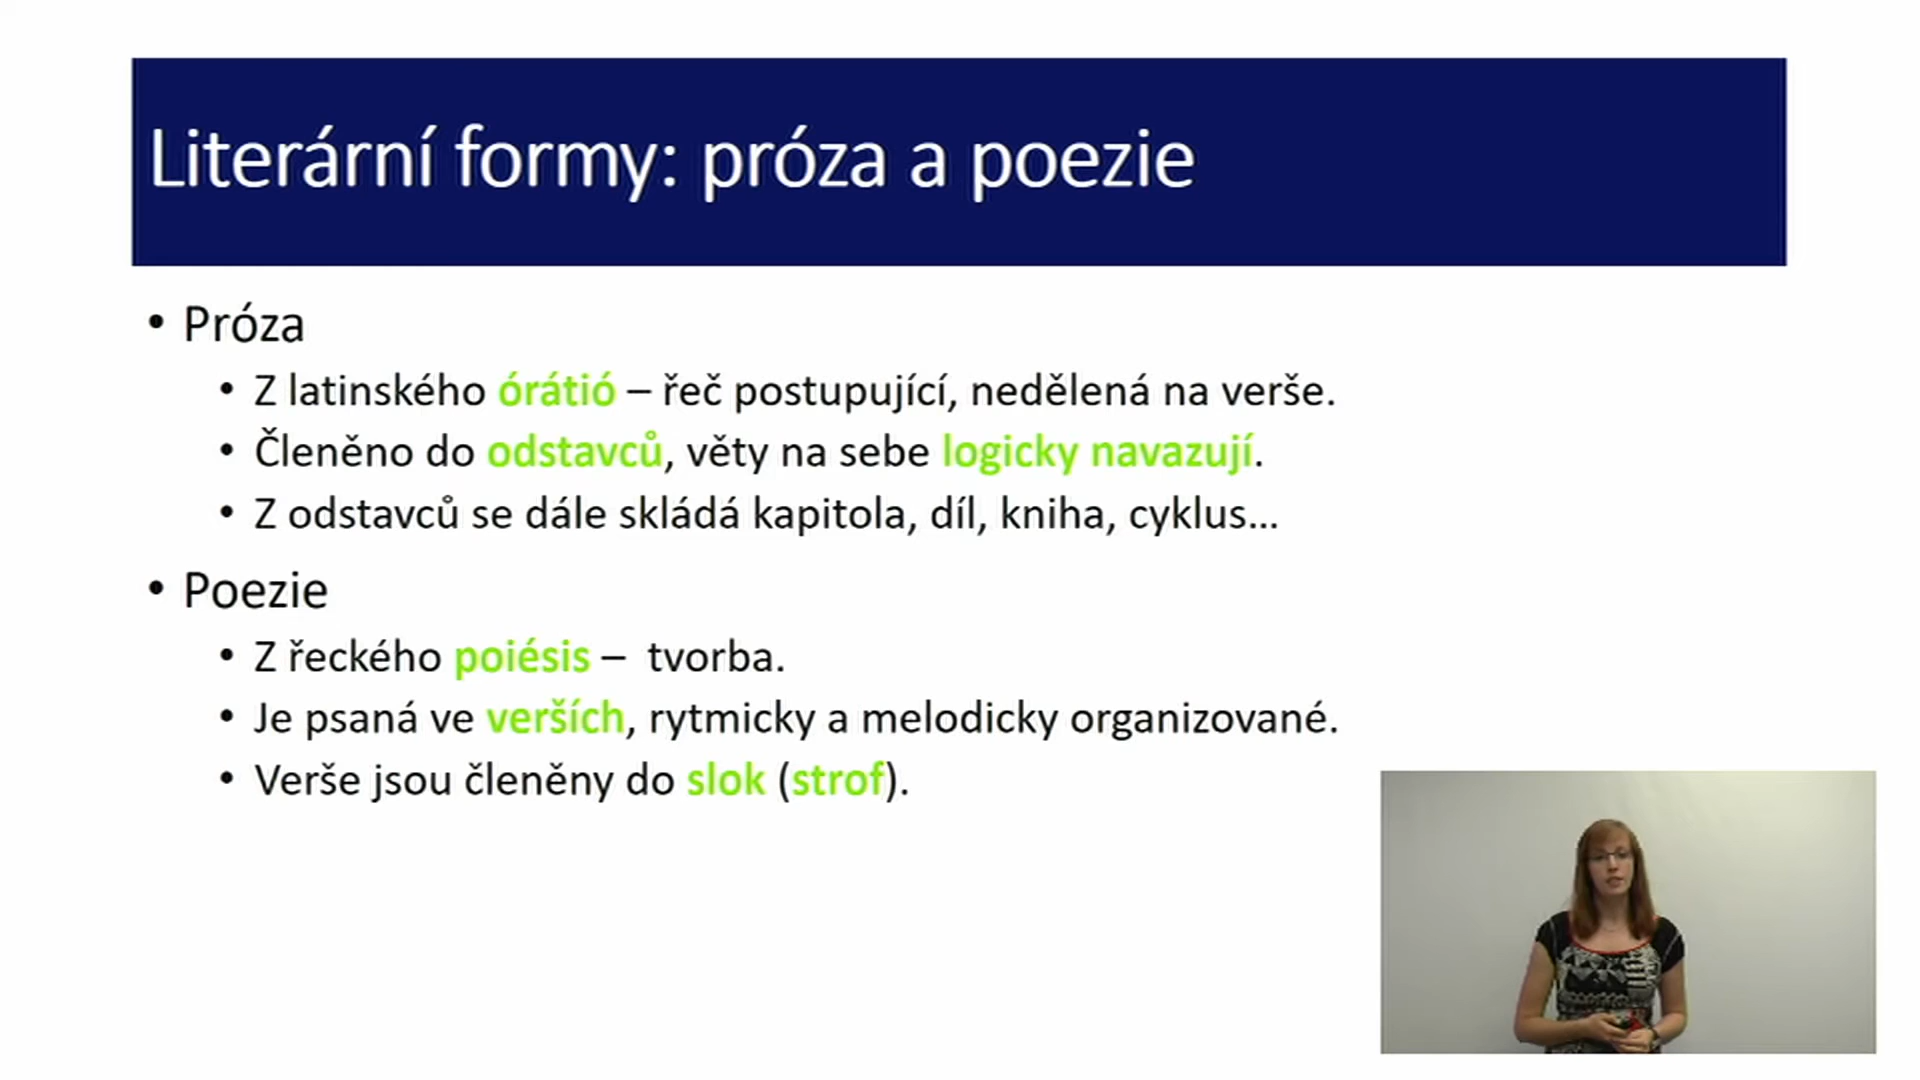 Literární formy: próza a poezie
• Próza
• Z latinského órátió – řeč postupující, nedělená na verše.
• Členěno do odstavců, věty na sebe logicky navazují.
• Z odstavců se dále skládá kapitola, díl, kniha, cyklus...
• Poezie
• Z řeckého poiésis – tvorba.
• Je psaná ve verších, rytmicky a melodicky organizované.
• Verše jsou členěny do slok (strof).